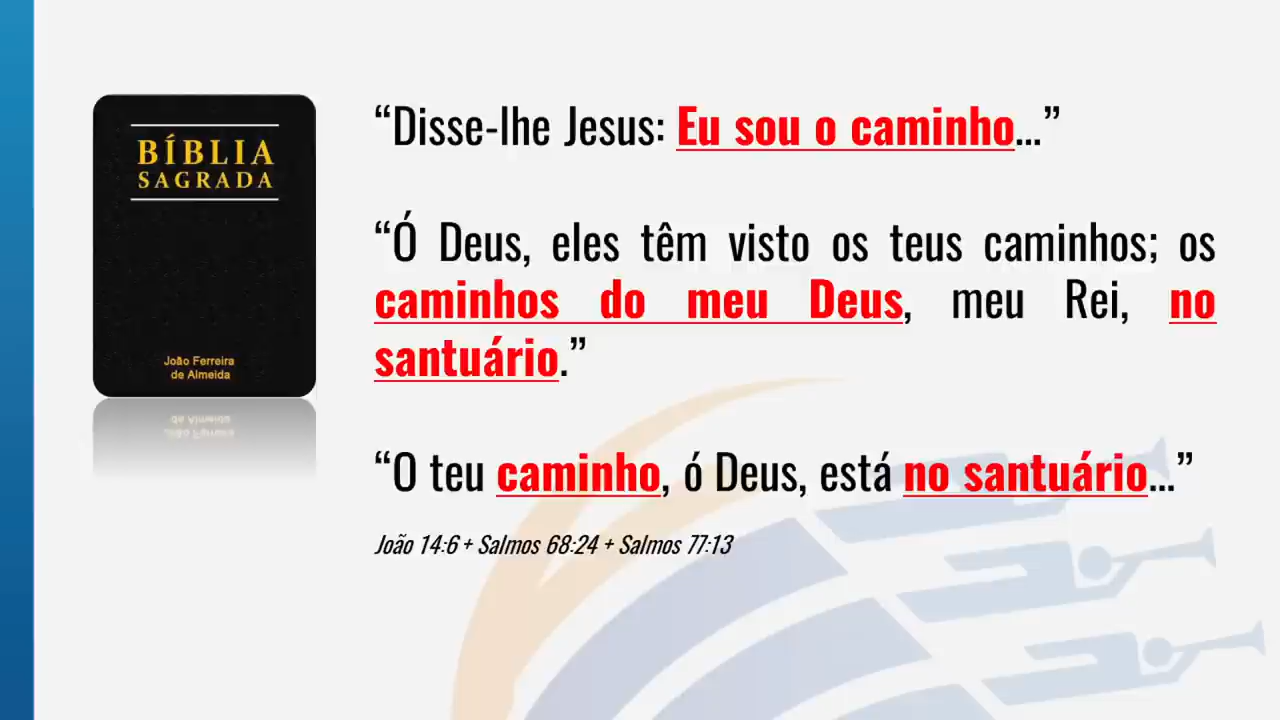 BÍBLIA
SAGRADA
João Ferreira
de Almeida
“Disse-lhe Jesus: Eu sou o caminho...”
“Ó Deus, eles têm visto os teus caminhos; os
caminhos do meu Deus, meu Rei, no
santuário.”
“O teu caminho, ó Deus, está no santuário...”
João 14:6 + Salmos 68:24 + Salmos 77:13